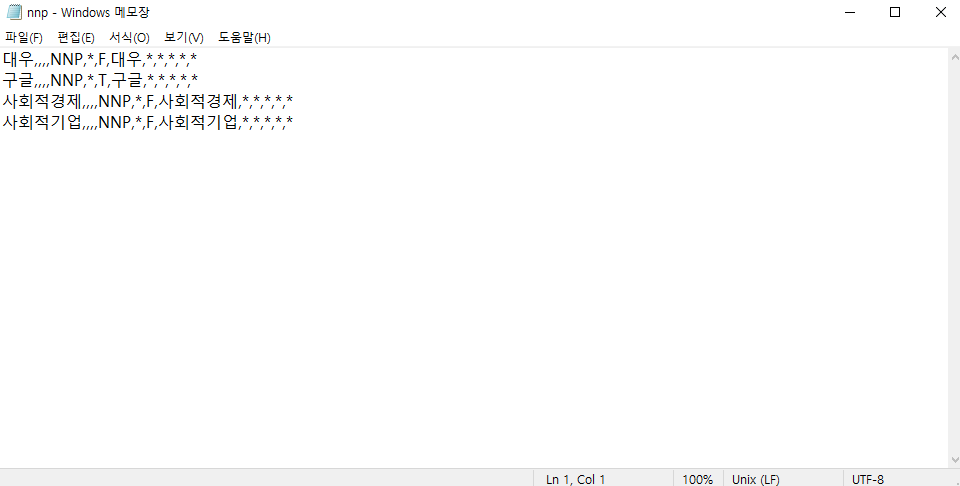 nnp - Windows 메모장
파일(F) 편집(E) 서식(O) 보기(V) 도움말(H)
대우,,,,NNP,*,F,대우,*,*,*,*,*
구글,,,,NNP,*,T,구글,*,*,*,*,*
사회적경제,,,,NNP,*,F,사회적경제,*,*,*,*,*
사회적기업,,,,NNP,*,F,사회적기업,*,*,*,*,*
Ln 1, Col 1 100% Unix (LF) UTF-8